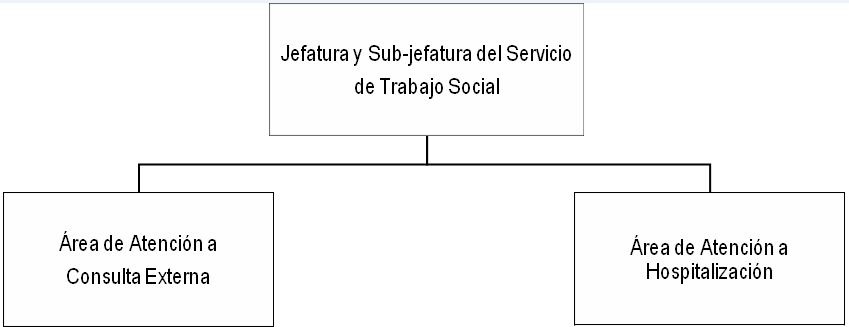 Jefatura y Sub-jefatura del Servicio
de Trabajo Social
Área de Atención a
Consulta Externa
Área de Atención a
Hospitalización